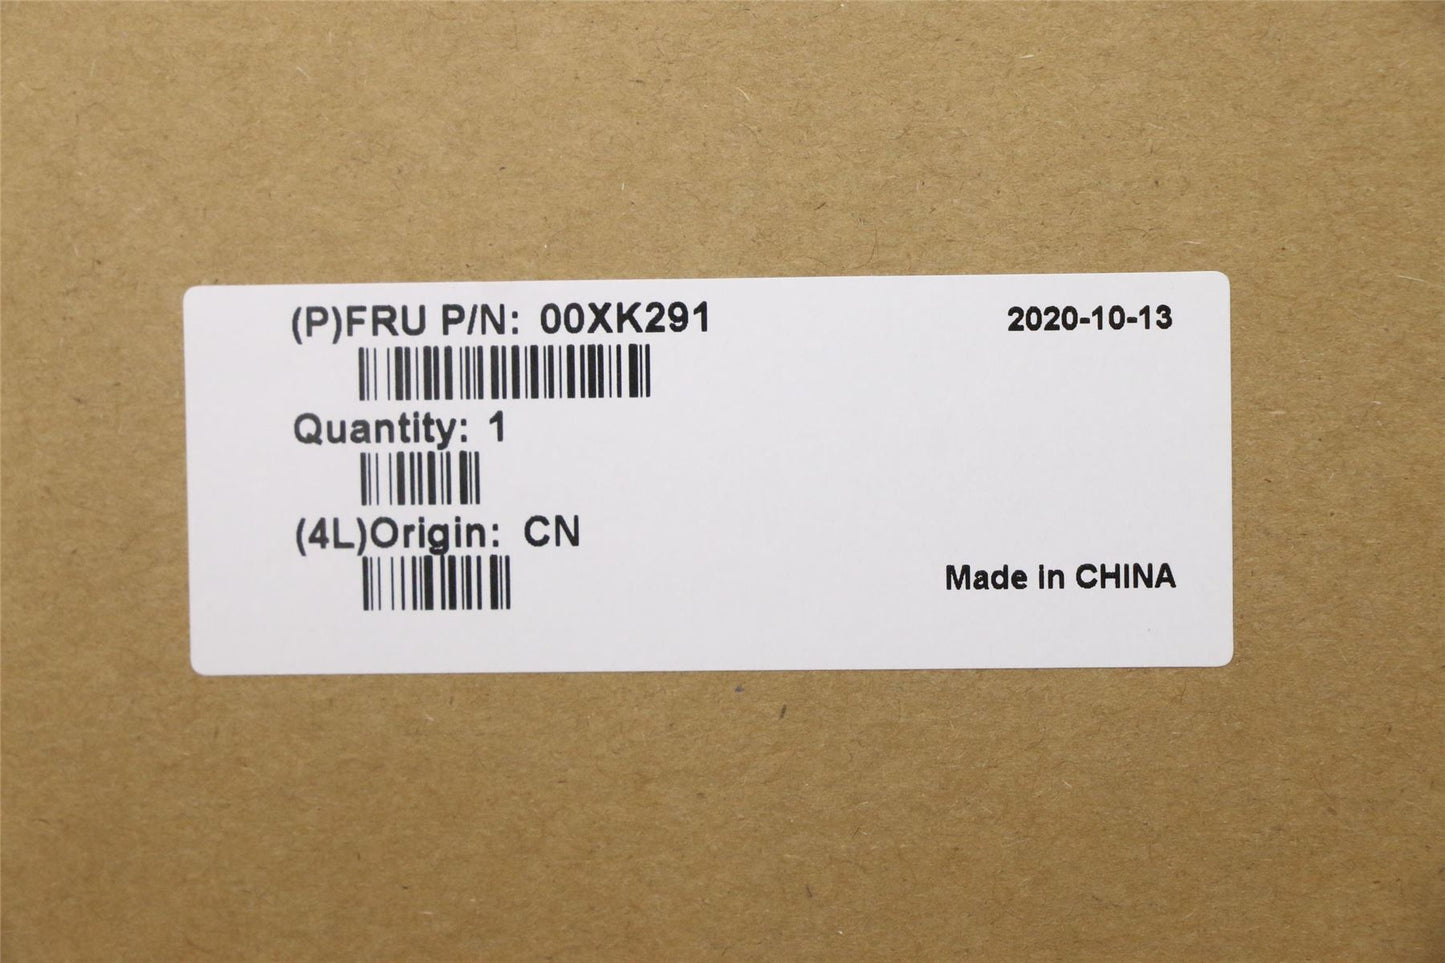 (P)FRU P/N: 00XK291
2020-10-13
Quantity: 1
(4L)Origin: CN
Made in CHINA